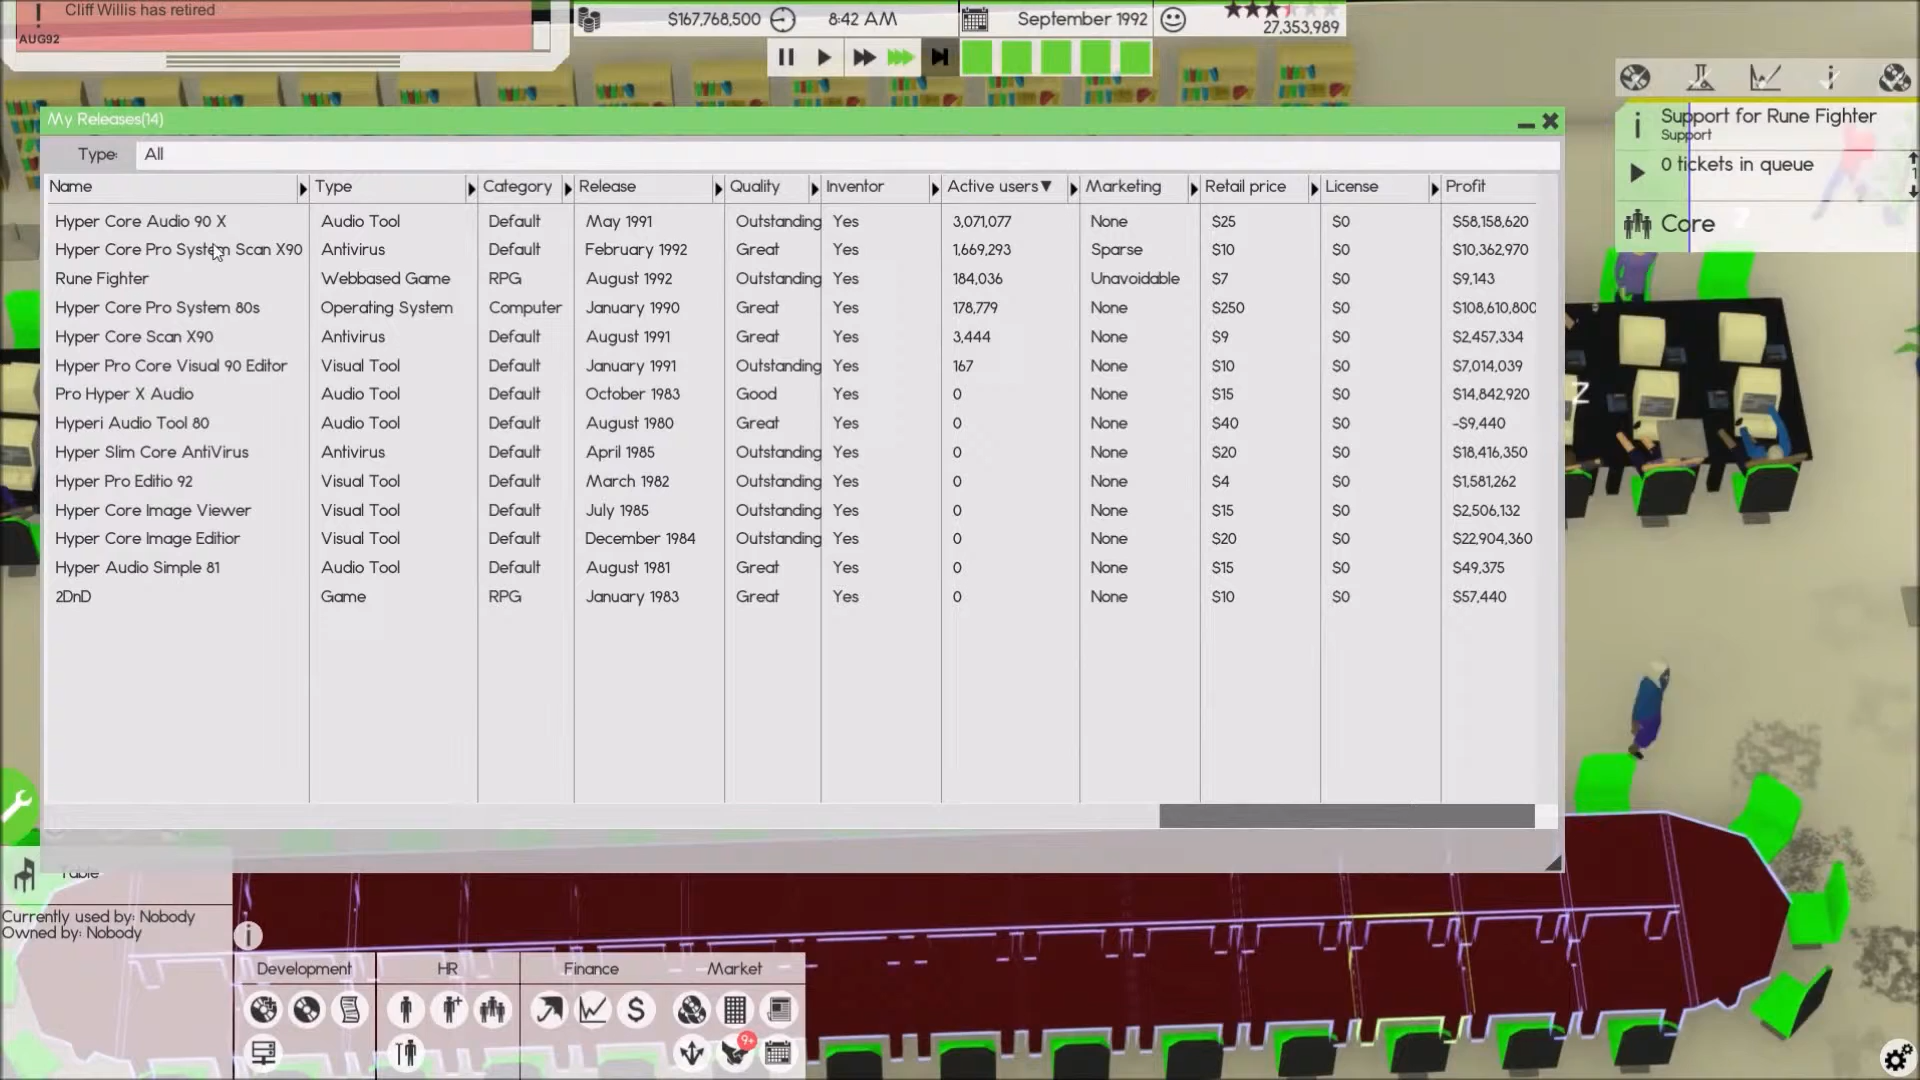 Cliff Willis has retired
AUG92
$167,768,500
8:42 AM
September 1992
27,353,989
My Releases(14)
Type: All
Name Type Category Release Quality Inventor Active users▼ Marketing Retail price License Profit
Hyper Core Audio 90 X Audio Tool Default May 1991 Outstanding Yes 3,071,077 None $25 $0 $58,158,620
Hyper Core Pro System Scan X90 Antivirus Default February 1992 Great Yes 1,669,293 Sparse $10 $0 $10,362,970
Rune Fighter Webbased Game RPG August 1992 Outstanding Yes 184,036 Unavoidable $7 $0 $9,143
Hyper Core Pro System 80s Operating System Computer January 1990 Great Yes 178,779 None $250 $0 $108,610,800
Hyper Core Scan X90 Antivirus Default August 1991 Great Yes 3,444 None $9 $0 $2,457,334
Hyper Pro Core Visual 90 Editor Visual Tool Default January 1991 Outstanding Yes 167 None $10 $0 $7,014,039
Pro Hyper X Audio Audio Tool Default October 1983 Good Yes 0 None $15 $0 $14,842,920
Hyperi Audio Tool 80 Audio Tool Default August 1980 Great Yes 0 None $40 $0 -$9,440
Hyper Slim Core AntiVirus Antivirus Default April 1985 Outstanding Yes 0 None $20 $0 $18,416,350
Hyper Pro Editio 92 Visual Tool Default March 1982 Outstanding Yes 0 None $4 $0 $1,581,262
Hyper Core Image Viewer Visual Tool Default July 1985 Outstanding Yes 0 None $15 $0 $2,506,132
Hyper Core Image Editior Visual Tool Default December 1984 Outstanding Yes 0 None $20 $0 $22,904,360
Hyper Audio Simple 81 Audio Tool Default August 1981 Great Yes 0 None $15 $0 $49,375
2DnD Game RPG January 1983 Great Yes 0 None $10 $0 $57,440
Support for Rune Fighter
Support
0 tickets in queue
1
Core
Z
Table
Currently used by: Nobody
Owned by: Nobody
Development HR Finance Market
9+